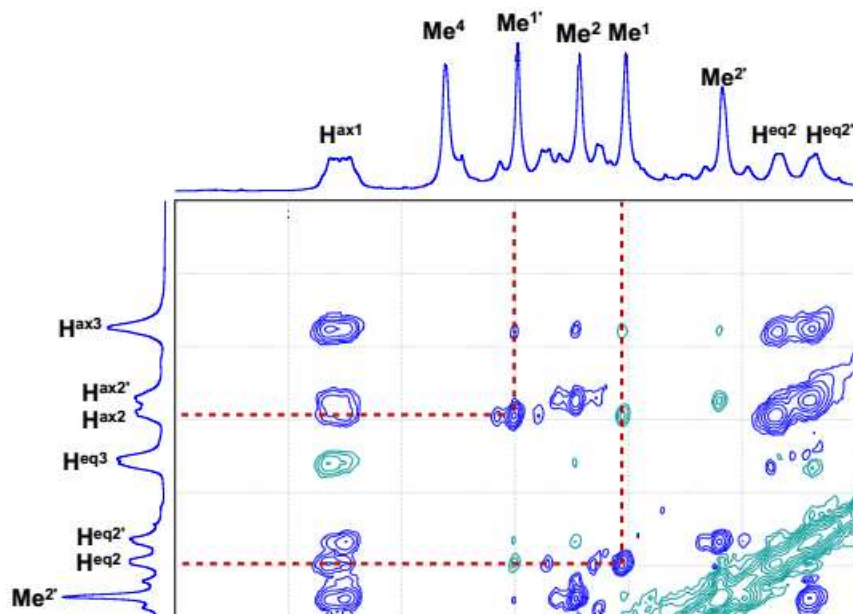 Me⁴ Me¹' Me² Me¹
Me²'
Hᵃˣ¹ Hᵉq² Hᵉq²'
Hᵃˣ³
Hᵃˣ²'
Hᵃˣ²
Hᵉq³
Hᵉq²'
Hᵉq²
Me²'